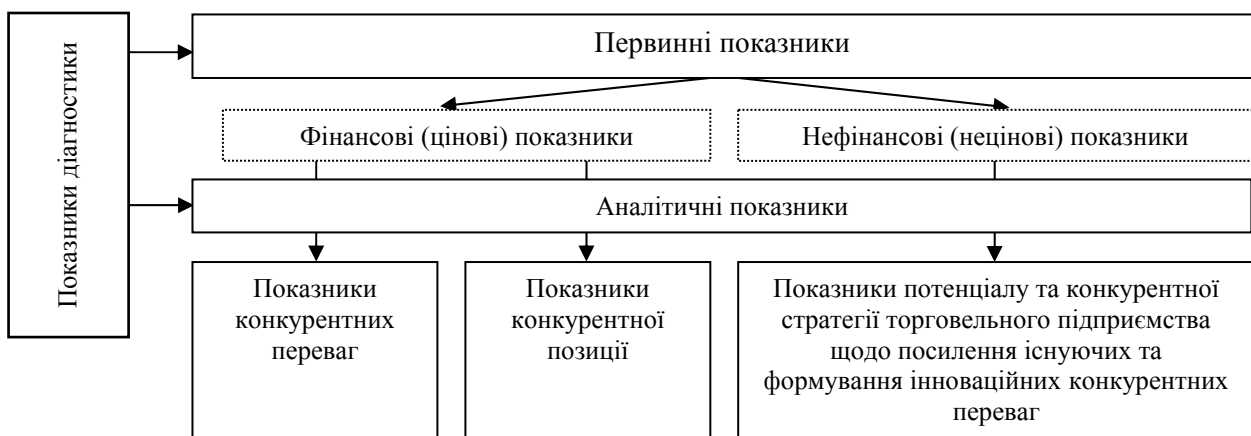 Показники діагностики
Первинні показники
Фінансові (цінові) показники
Нефінансові (нецінові) показники
Аналітичні показники
Показники
конкурентних
переваг
Показники
конкурентної
позиції
Показники потенціалу та конкурентної
стратегії торговельного підприємства
щодо посилення існуючих та
формування інноваційних конкурентних
переваг